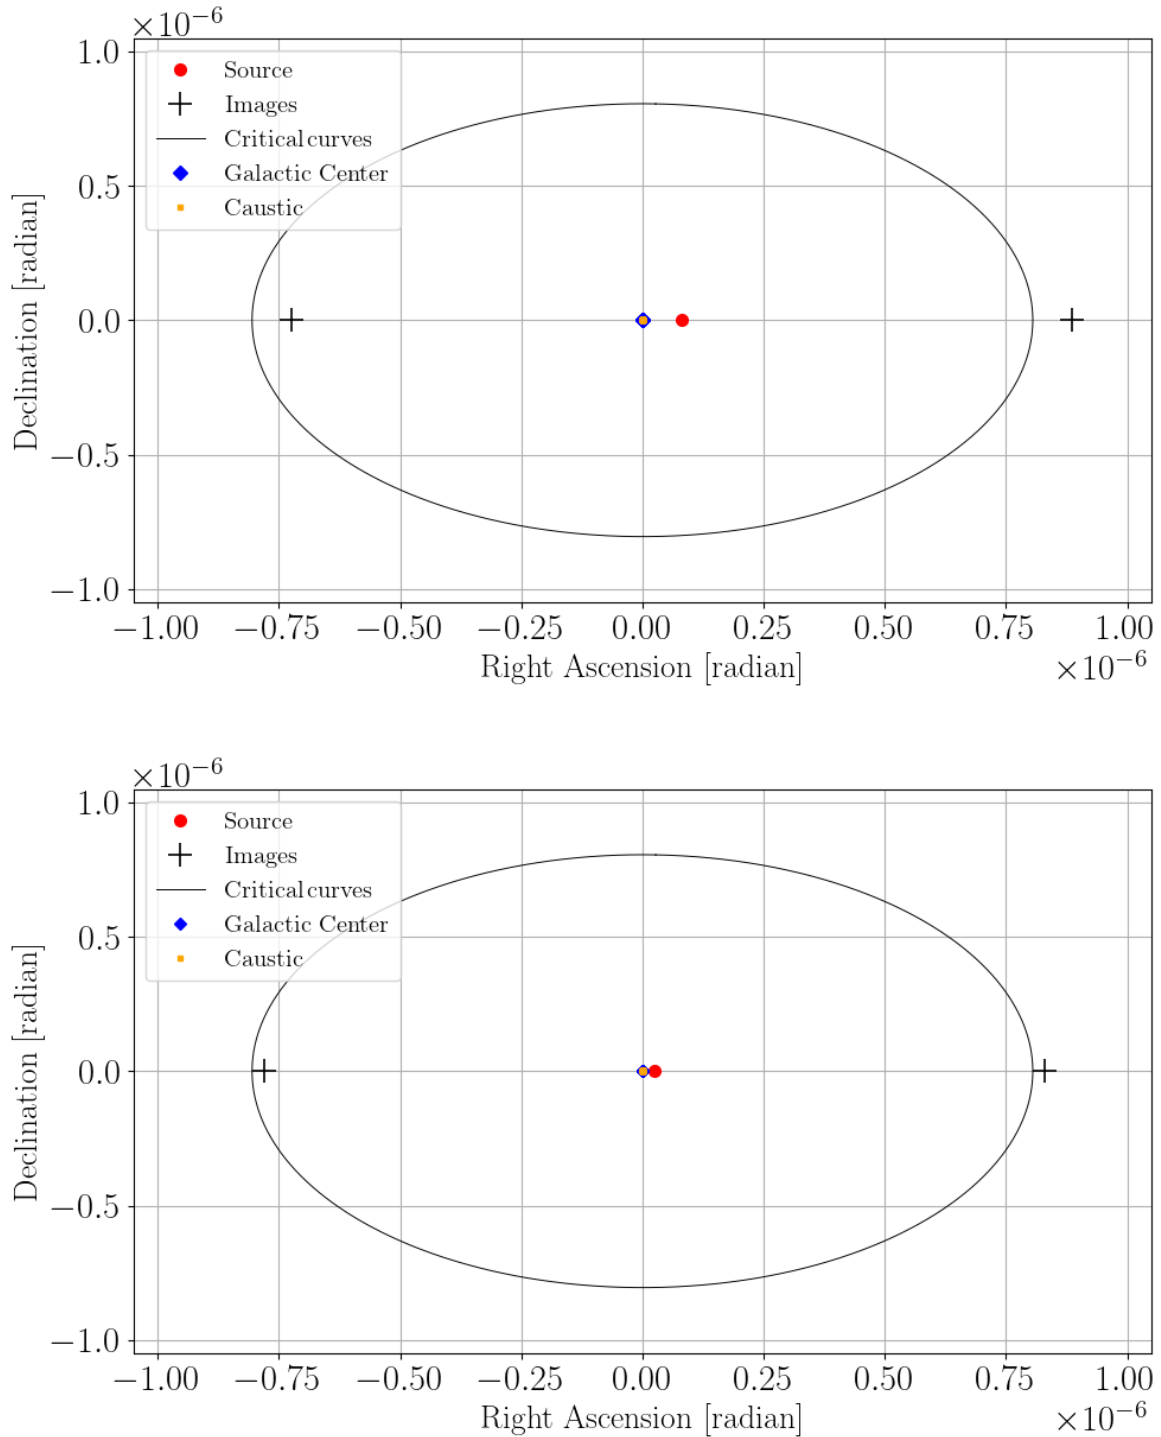 ×10⁻⁶
1.0
0.5
0.0
−0.5
−1.0
Declination [radian]
Source
Images
Critical curves
Galactic Center
Caustic
−1.00 −0.75 −0.50 −0.25 0.00 0.25 0.50 0.75 1.00
Right Ascension [radian]
×10⁻⁶
×10⁻⁶
1.0
0.5
0.0
−0.5
−1.0
Declination [radian]
Source
Images
Critical curves
Galactic Center
Caustic
−1.00 −0.75 −0.50 −0.25 0.00 0.25 0.50 0.75 1.00
Right Ascension [radian]
×10⁻⁶